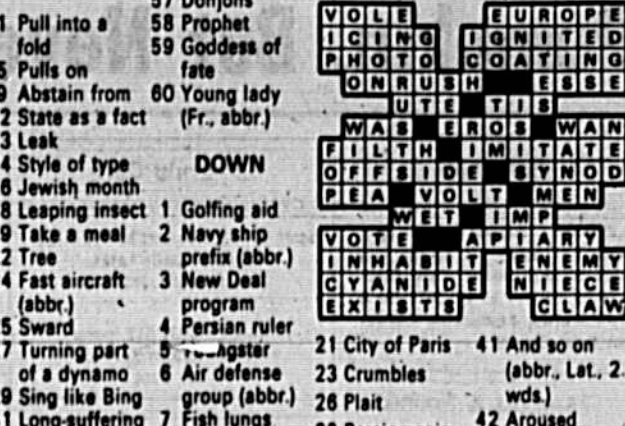 57 Donjons
58 Prophet
59 Goddess of
fate
60 Young lady
(Fr., abbr.)
1 Pull into a
fold
5 Pulls on
9 Abstain from
2 State as a fact
3 Leak
4 Style of type
6 Jewish month
8 Leaping insect
9 Take a meal
2 Tree
4 Fast aircraft
(abbr.)
5 Sward
7 Turning part
of a dynamo
9 Sing like Bing
1 Long-suffering
DOWN
1 Golfing aid
2 Navy ship
prefix (abbr.)
3 New Deal
program
4 Persian ruler
5
6 Air defense
group (abbr.)
7 Fish lungs
VOLE EUROPE
ICING IGNITED
PHOTO COATING
ONRUSH ESSE
UTE TIS
WAS EROS WAN
FILTH IMITATE
OFFSIDE SYNOD
PEA VOLT MEN
WET IMP
VOTE APIARY
INHABIT ENEMY
CYANIDE NIECE
EXISTS CLAW
21 City of Paris
23 Crumbles
26 Plait
41 And so on
(abbr., Lat., 2
wds.)
42 Aroused